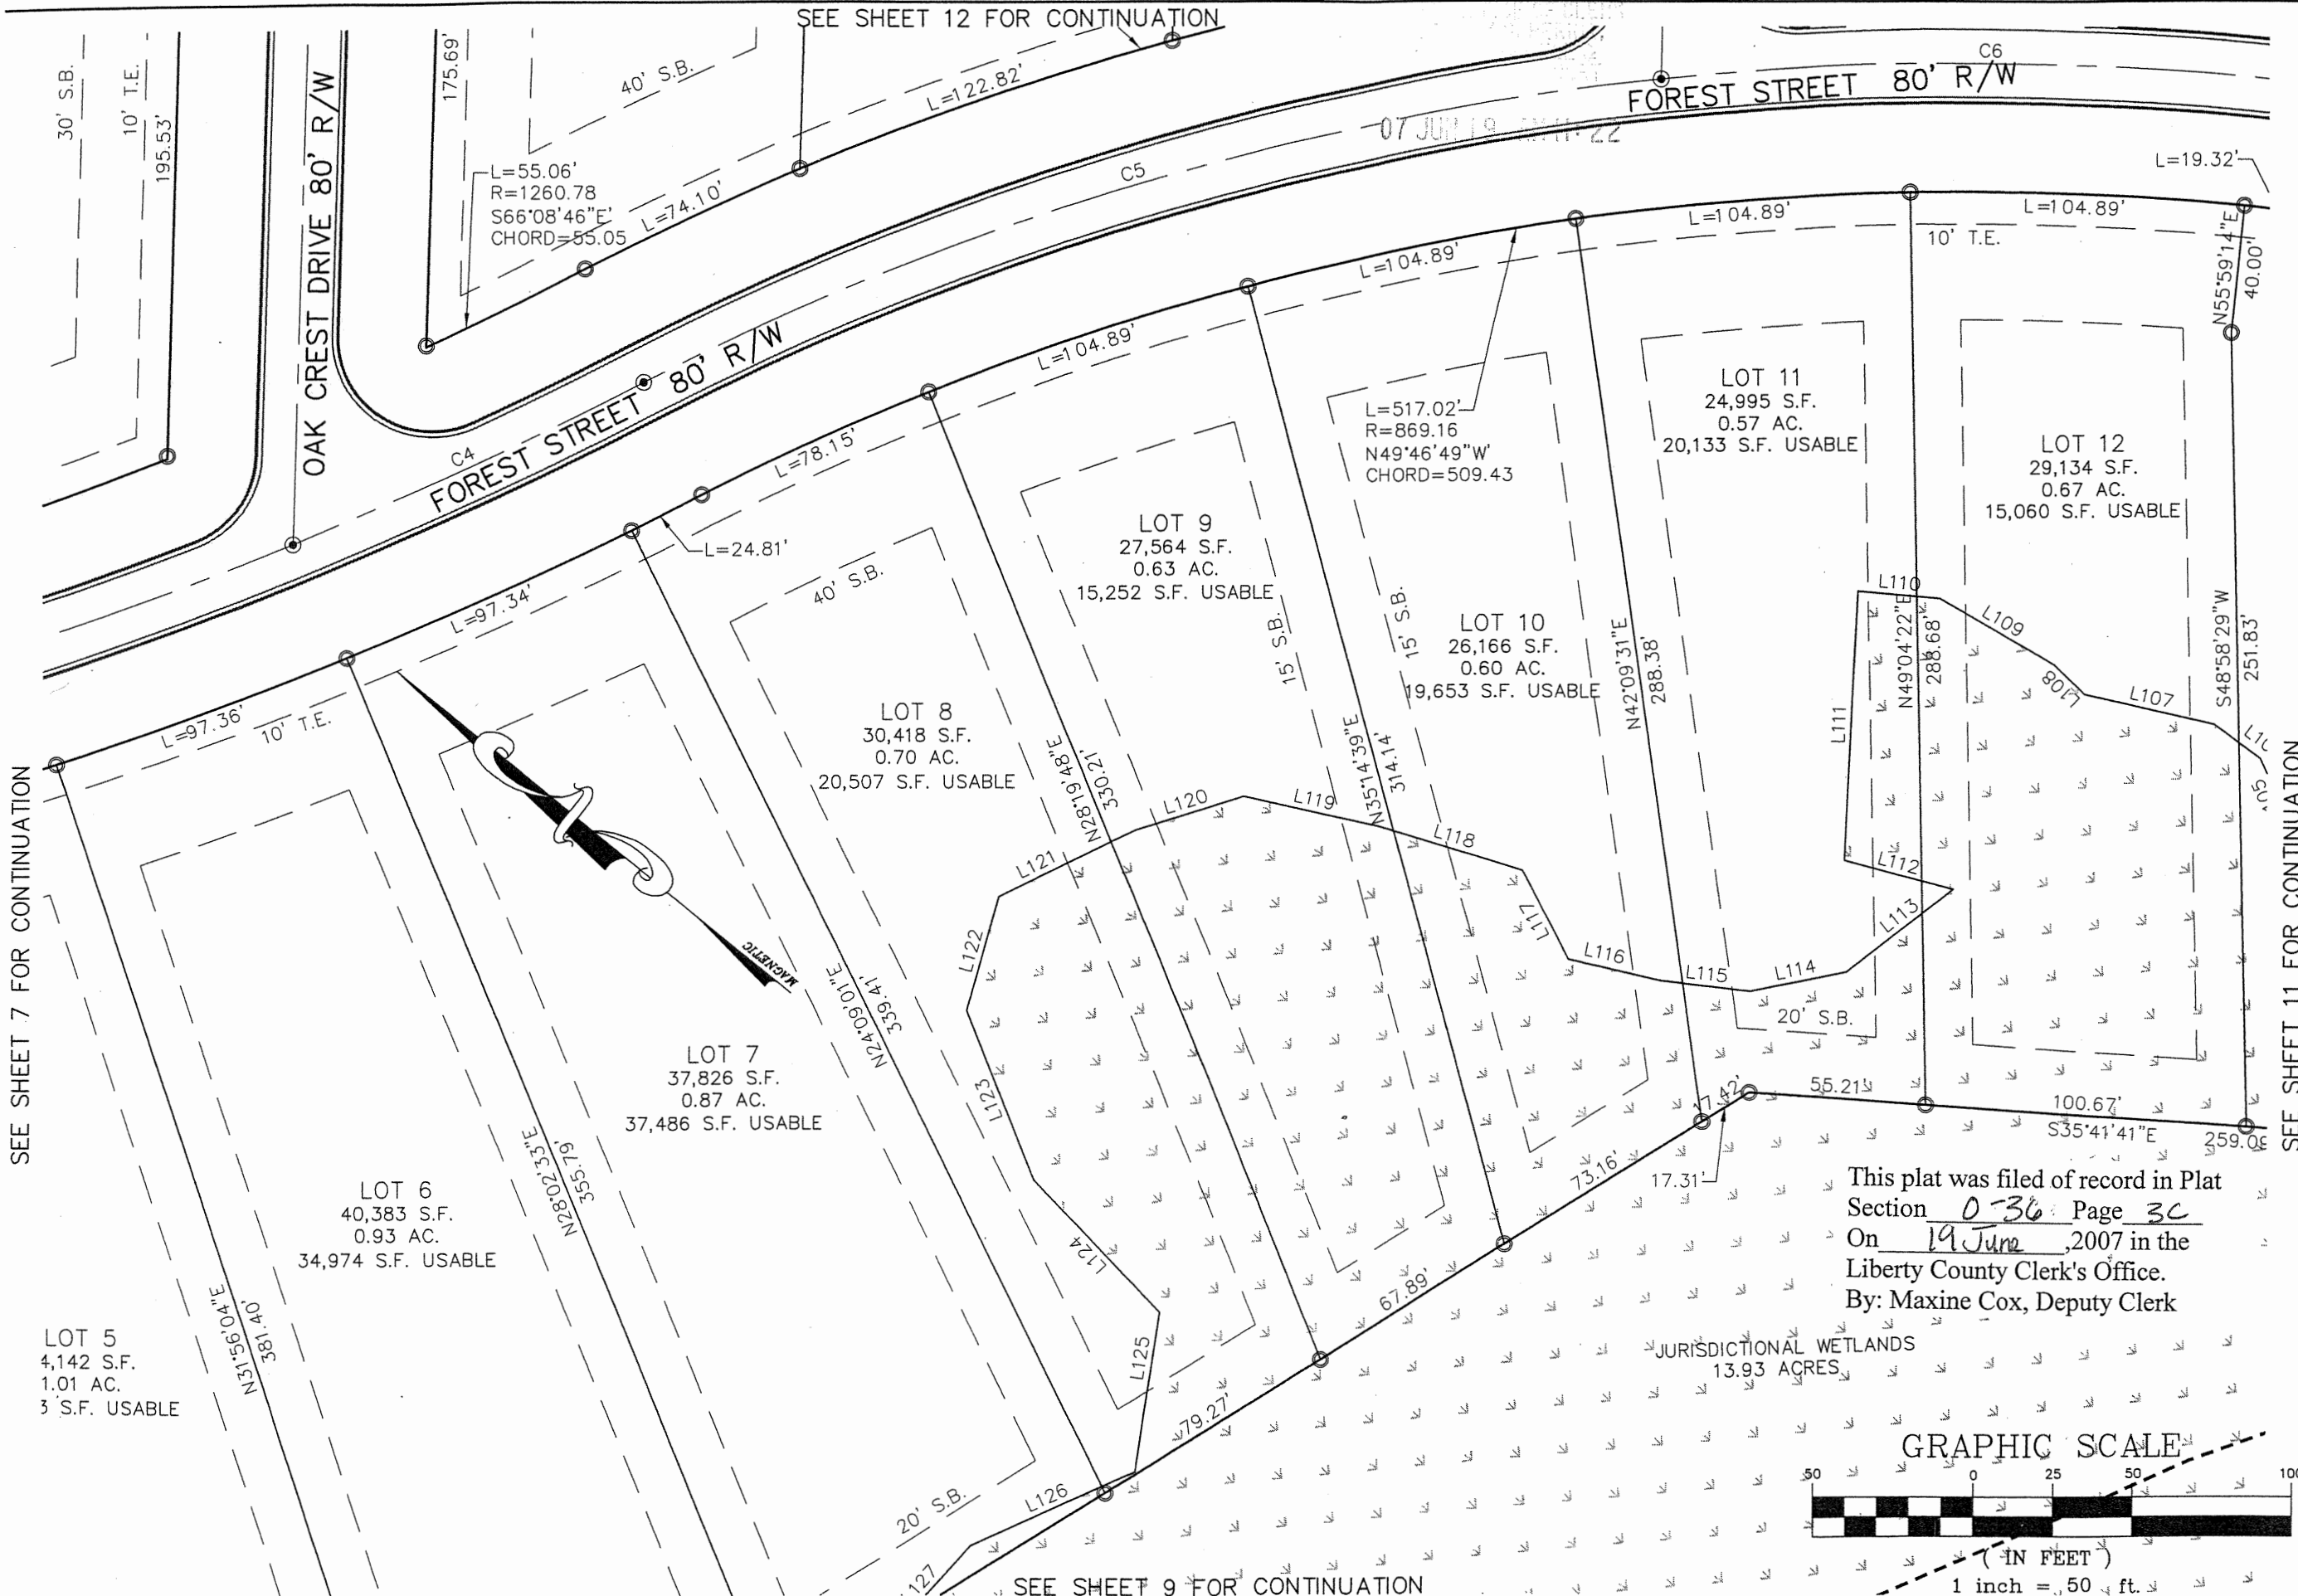 SEE SHEET 12 FOR CONTINUATION
30' S.B.
10' T.E.
195.53'
OAK CREST DRIVE 80' R/W
175.69'
40' S.B.
L=122.82'
L=55.06'
R=1260.78
S66°08'46"E'
CHORD=55.05
L=74.10'
C5
C6
FOREST STREET 80' R/W
L=19.32'
L=104.89'
L=104.89'
10' T.E.
N55°59'14"E
40.00'
L=104.89'
L=104.89'
C4
FOREST STREET 80' R/W
L=78.15'
L=24.81'
L=97.34'
L=97.36'
10' T.E.
L=517.02'
R=869.16
N49°46'49"W'
CHORD=509.43
LOT 11
24,995 S.F.
0.57 AC.
20,133 S.F. USABLE
LOT 12
29,134 S.F.
0.67 AC.
15,060 S.F. USABLE
LOT 9
27,564 S.F.
0.63 AC.
15,252 S.F. USABLE
40' S.B.
15' S.B.
15' S.B.
LOT 10
26,166 S.F.
0.60 AC.
19,653 S.F. USABLE
N42°09'31"E
288.38'
L110
L109
L108
L107
N49°04'22"E
288.68'
S48°58'29"W
251.83'
L111
L112
L113
L114
L115
L116
L117
L118
L119
L120
L121
L122
L123
L124
L125
L126
L127
LOT 8
30,418 S.F.
0.70 AC.
20,507 S.F. USABLE
N28°19'48"E
330.21'
N35°14'39"E
314.14'
MAGNETIC
N24°09'01"E
339.41'
LOT 7
37,826 S.F.
0.87 AC.
37,486 S.F. USABLE
N28°02'33"E
355.79'
LOT 6
40,383 S.F.
0.93 AC.
34,974 S.F. USABLE
N31°56'04"E
381.40'
LOT 5
4,142 S.F.
1.01 AC.
3 S.F. USABLE
20' S.B.
20' S.B.
17.42'
55.21'
100.67'
S35°41'41"E
73.16'
17.31'
67.89'
79.27'
This plat was filed of record in Plat
Section 0-36 Page 3C
On 19 June ,2007 in the
Liberty County Clerk's Office.
By: Maxine Cox, Deputy Clerk
JURISDICTIONAL WETLANDS
13.93 ACRES
GRAPHIC SCALE
50 0 25 50 100
( IN FEET )
1 inch = 50 ft.
SEE SHEET 7 FOR CONTINUATION
SEE SHEET 11 FOR CONTINUATION
SEE SHEET 9 FOR CONTINUATION